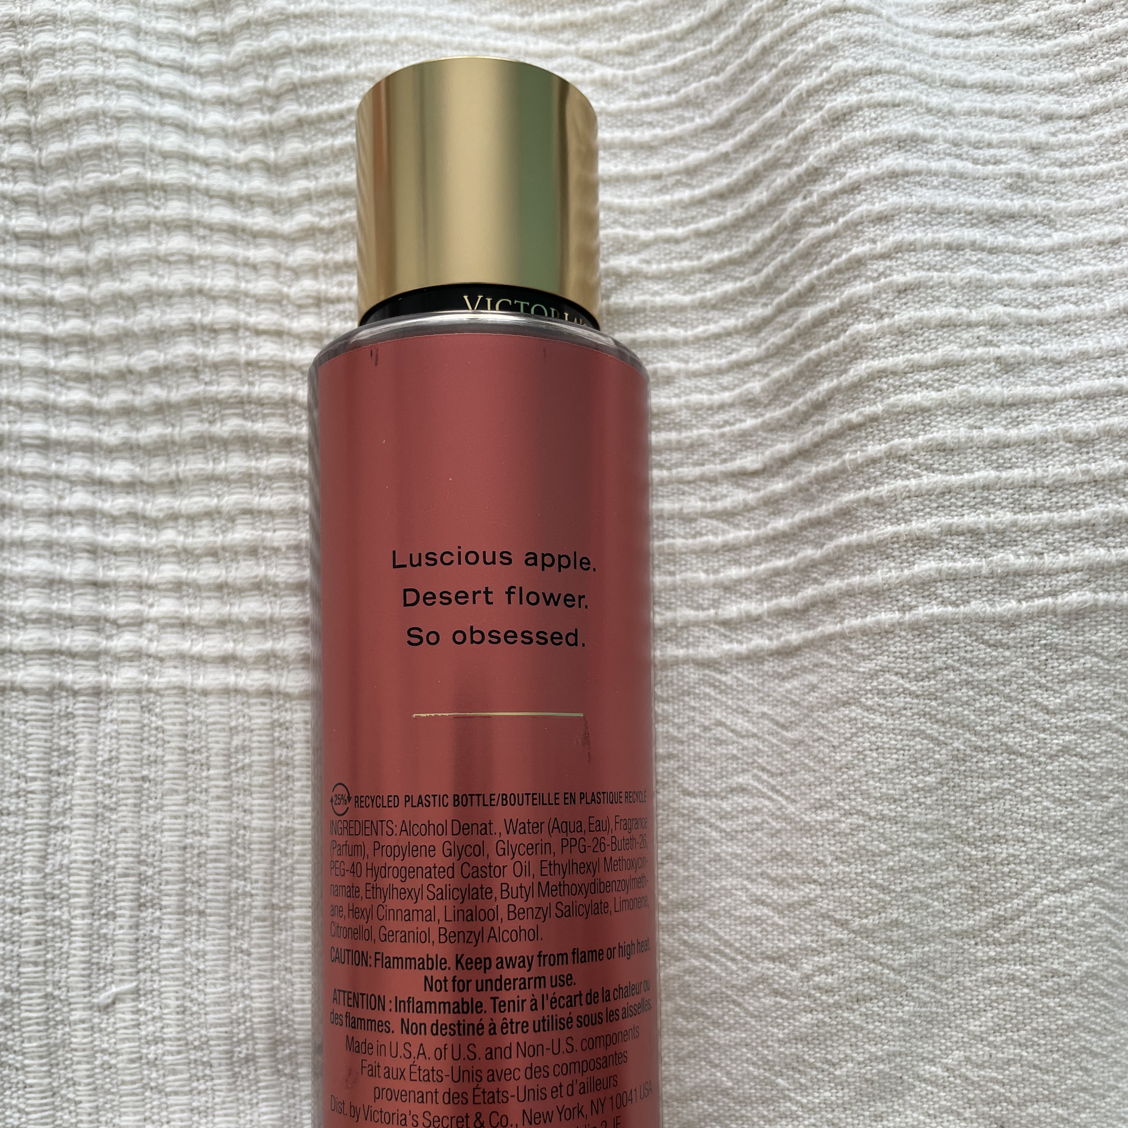 VICTORIA'S
Luscious apple.
Desert flower.
So obsessed.
25% RECYCLED PLASTIC BOTTLE/BOUTEILLE EN PLASTIQUE RECYCLÉ
INGREDIENTS: Alcohol Denat., Water (Aqua, Eau), Fragrance
(Parfum), Propylene Glycol, Glycerin, PPG-26-Buteth-26,
PEG-40 Hydrogenated Castor Oil, Ethylhexyl Methoxycin-
namate, Ethylhexyl Salicylate, Butyl Methoxydibenzoylmeth-
ane, Hexyl Cinnamal, Linalool, Benzyl Salicylate, Limonene,
Citronellol, Geraniol, Benzyl Alcohol.
CAUTION: Flammable. Keep away from flame or high heat.
Not for underarm use.
ATTENTION : Inflammable. Tenir à l'écart de la chaleur ou
des flammes. Non destiné à être utilisé sous les aisselles.
Made in U.S.A. of U.S. and Non-U.S. components
Fait aux États-Unis avec des composantes
provenant des États-Unis et d'ailleurs
Dist. by Victoria's Secret & Co., New York, NY 10041 USA